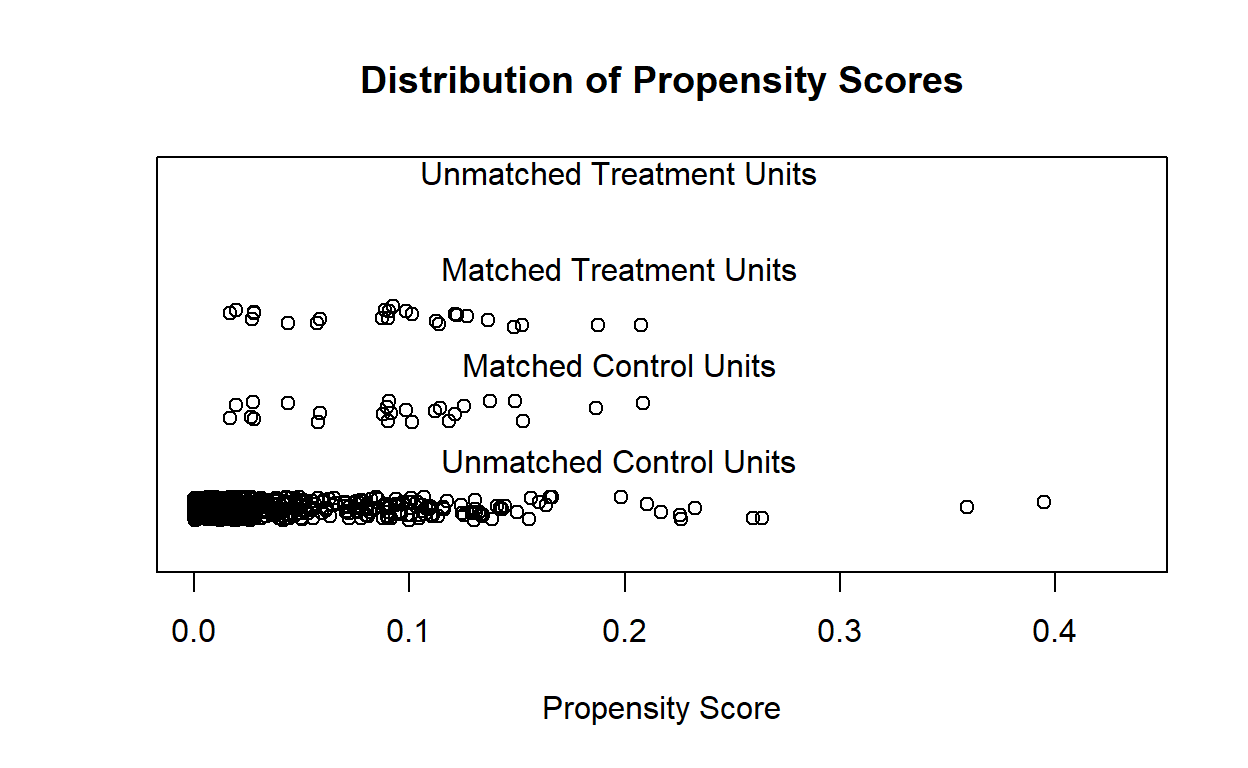 Distribution of Propensity Scores
Unmatched Treatment Units
Matched Treatment Units
Matched Control Units
Unmatched Control Units
0.0 0.1 0.2 0.3 0.4
Propensity Score